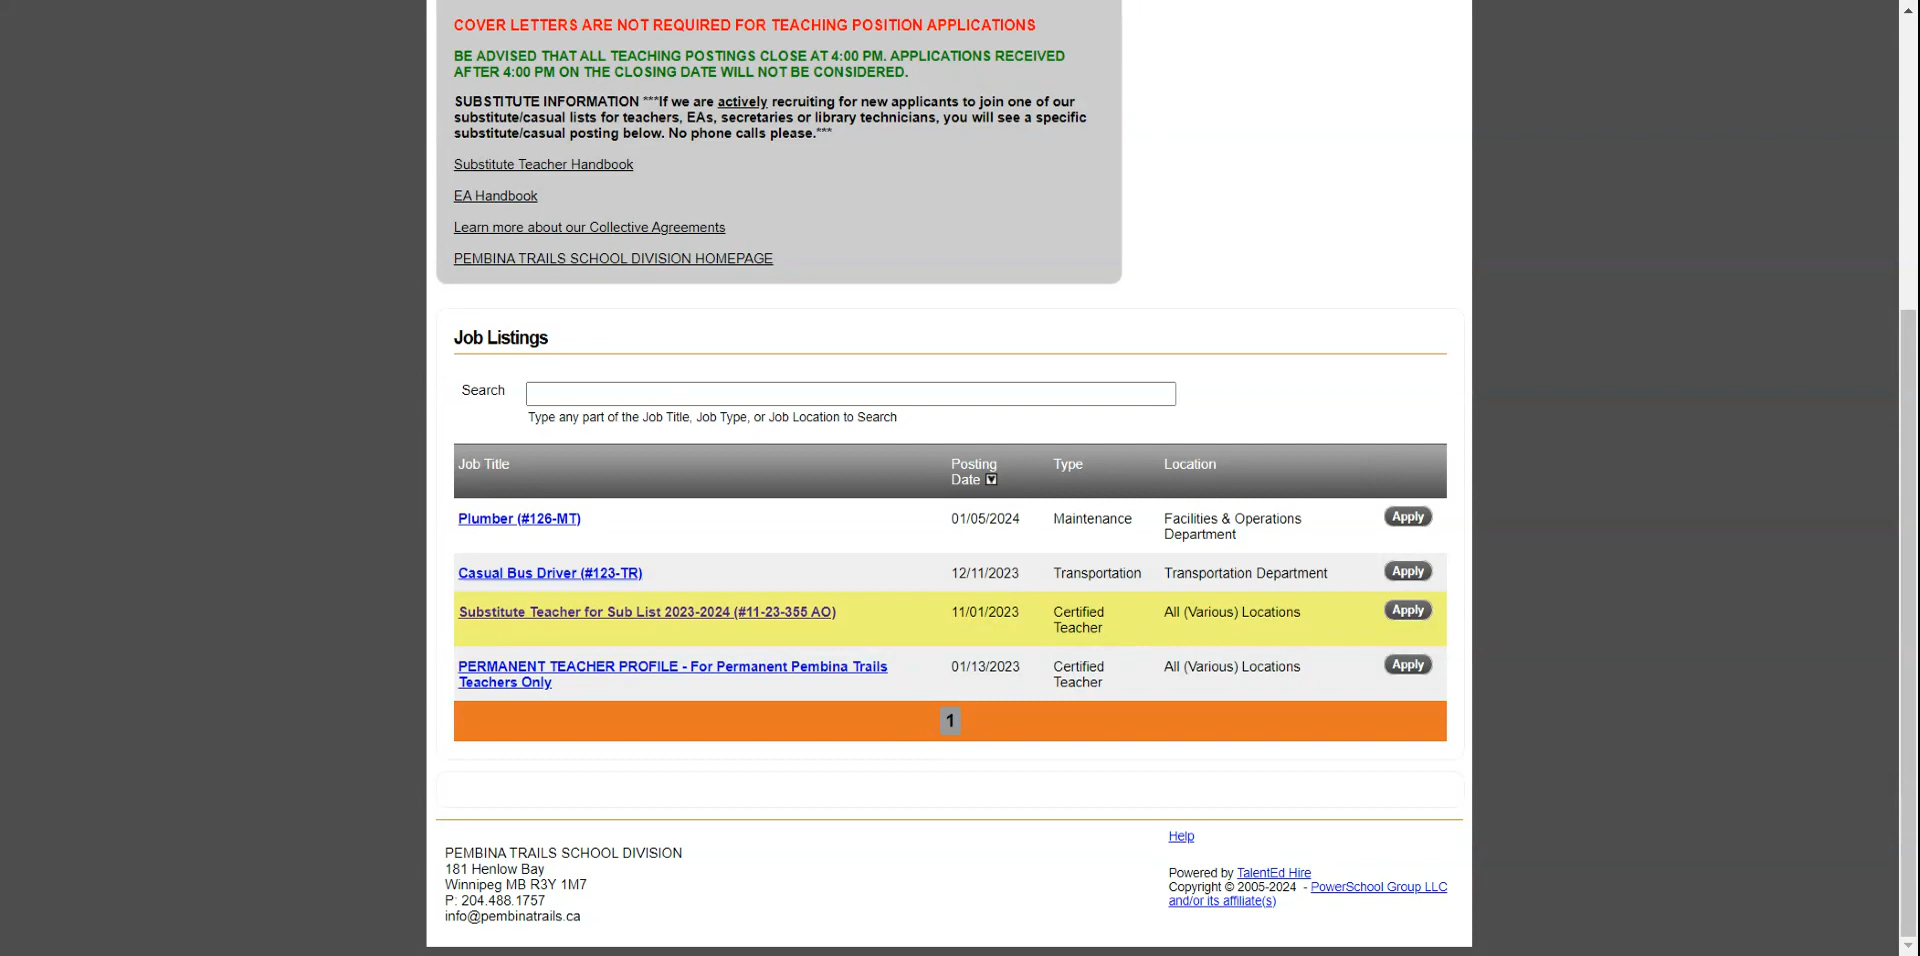 COVER LETTERS ARE NOT REQUIRED FOR TEACHING POSITION APPLICATIONS
BE ADVISED THAT ALL TEACHING POSTINGS CLOSE AT 4:00 PM. APPLICATIONS RECEIVED
AFTER 4:00 PM ON THE CLOSING DATE WILL NOT BE CONSIDERED.
SUBSTITUTE INFORMATION ***If we are actively recruiting for new applicants to join one of our
substitute/casual lists for teachers, EAs, secretaries or library technicians, you will see a specific
substitute/casual posting below. No phone calls please.***
Substitute Teacher Handbook
EA Handbook
Learn more about our Collective Agreements
PEMBINA TRAILS SCHOOL DIVISION HOMEPAGE
Job Listings
Search
Type any part of the Job Title, Job Type, or Job Location to Search
Job Title Posting Date Type Location
Plumber (#126-MT) 01/05/2024 Maintenance Facilities & Operations Apply
Department
Casual Bus Driver (#123-TR) 12/11/2023 Transportation Transportation Department Apply
Substitute Teacher for Sub List 2023-2024 (#11-23-355 AO) 11/01/2023 Certified All (Various) Locations Apply
Teacher
PERMANENT TEACHER PROFILE - For Permanent Pembina Trails 01/13/2023 Certified All (Various) Locations Apply
Teachers Only Teacher
1
PEMBINA TRAILS SCHOOL DIVISION
181 Henlow Bay
Winnipeg MB R3Y 1M7
P: 204.488.1757
info@pembinatrails.ca
Help
Powered by TalentEd Hire
Copyright © 2005-2024 - PowerSchool Group LLC
and/or its affiliate(s)